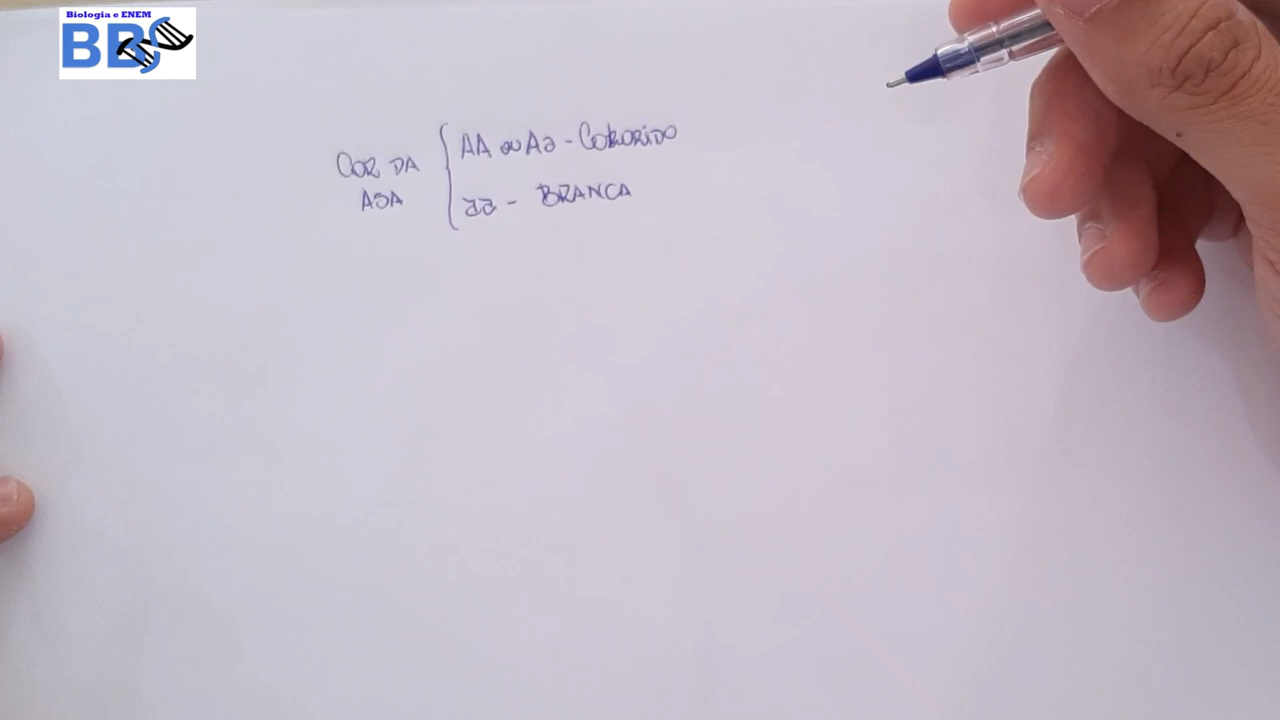 Biologia e ENEM
BBS
COR DA
ASA
AA ou Aa - COLORIDO
aa - BRANCA